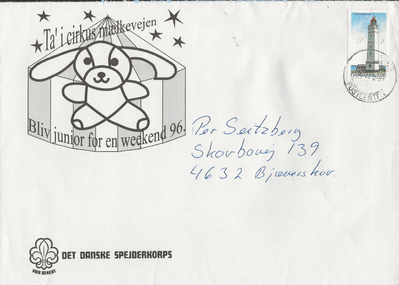 Ta' i cirkus mælkevejen
Bliv junior for en weekend 96.
Per Seitzberg
Skovbovej 139
4632 Bjæverskov.
DET DANSKE SPEJDERKORPS